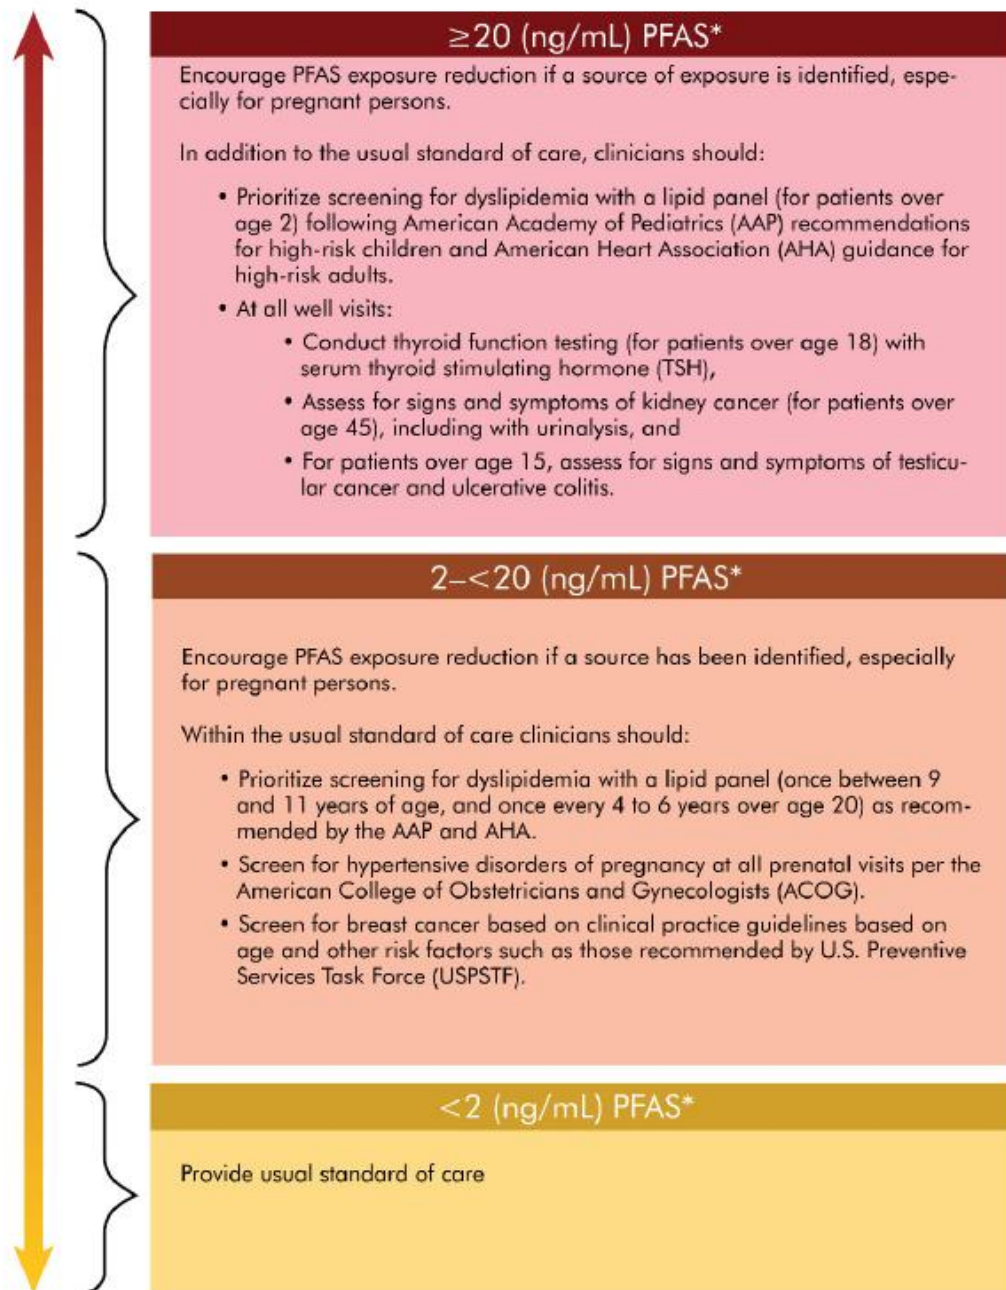 ≥20 (ng/mL) PFAS*
Encourage PFAS exposure reduction if a source of exposure is identified, espe-
cially for pregnant persons.
In addition to the usual standard of care, clinicians should:
• Prioritize screening for dyslipidemia with a lipid panel (for patients over
age 2) following American Academy of Pediatrics (AAP) recommendations
for high-risk children and American Heart Association (AHA) guidance for
high-risk adults.
• At all well visits:
• Conduct thyroid function testing (for patients over age 18) with
serum thyroid stimulating hormone (TSH),
• Assess for signs and symptoms of kidney cancer (for patients over
age 45), including with urinalysis, and
• For patients over age 15, assess for signs and symptoms of testicu-
lar cancer and ulcerative colitis.
2–<20 (ng/mL) PFAS*
Encourage PFAS exposure reduction if a source has been identified, especially
for pregnant persons.
Within the usual standard of care clinicians should:
• Prioritize screening for dyslipidemia with a lipid panel (once between 9
and 11 years of age, and once every 4 to 6 years over age 20) as recom-
mended by the AAP and AHA.
• Screen for hypertensive disorders of pregnancy at all prenatal visits per the
American College of Obstetricians and Gynecologists (ACOG).
• Screen for breast cancer based on clinical practice guidelines based on
age and other risk factors such as those recommended by U.S. Preventive
Services Task Force (USPSTF).
<2 (ng/mL) PFAS*
Provide usual standard of care